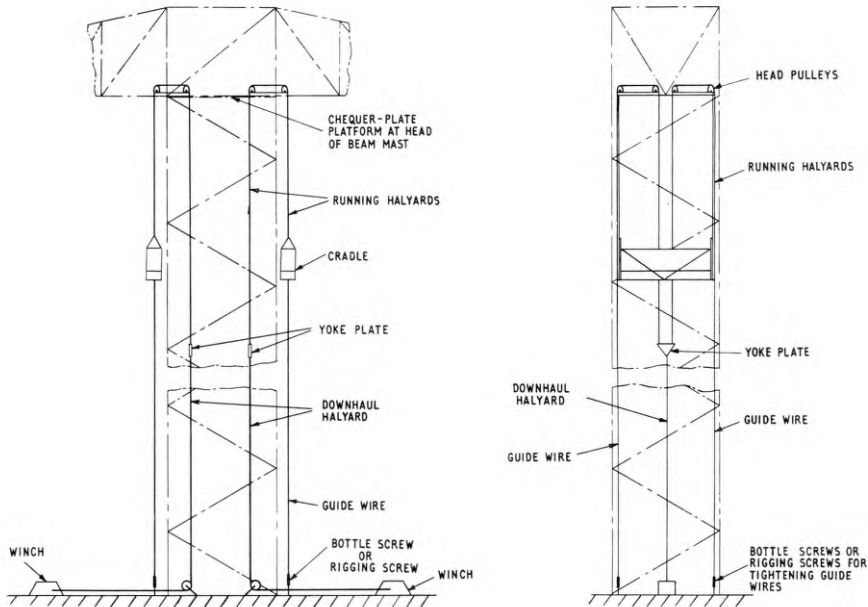 CHEQUER-PLATE
PLATFORM AT HEAD
OF BEAM MAST
RUNNING HALYARDS
CRADLE
YOKE PLATE
DOWNHAUL
HALYARD
GUIDE WIRE
BOTTLE SCREW
OR
RIGGING SCREW
WINCH
WINCH
HEAD PULLEYS
RUNNING HALYARDS
YOKE PLATE
DOWNHAUL
HALYARD
GUIDE WIRE
GUIDE WIRE
BOTTLE SCREWS OR
RIGGING SCREWS FOR
TIGHTENING GUIDE
WIRES